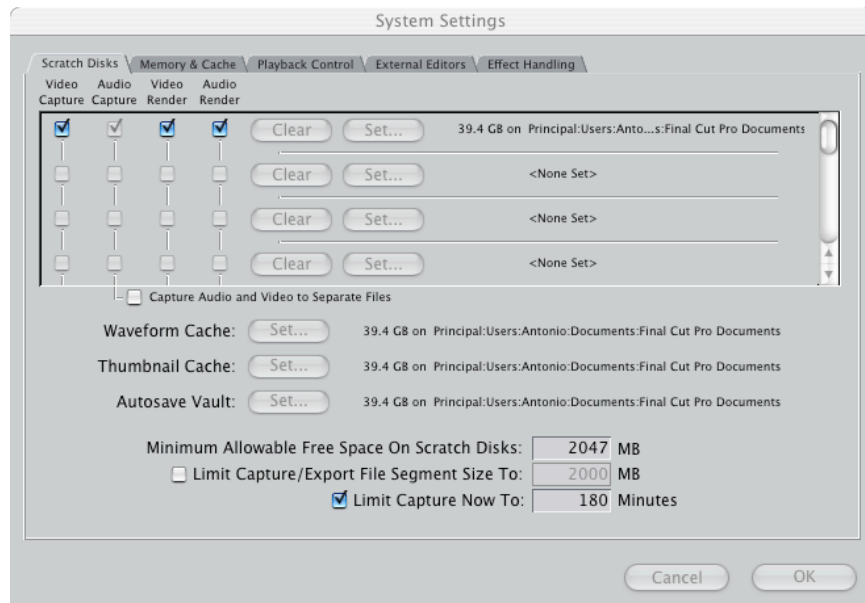 System Settings
Scratch Disks Memory & Cache Playback Control External Editors Effect Handling
Video Audio Video Audio
Capture Capture Render Render
Clear Set... 39.4 GB on Principal:Users:Anto...s:Final Cut Pro Documents
Clear Set... <None Set>
Clear Set... <None Set>
Clear Set... <None Set>
Capture Audio and Video to Separate Files
Waveform Cache: Set... 39.4 GB on Principal:Users:Antonio:Documents:Final Cut Pro Documents
Thumbnail Cache: Set... 39.4 GB on Principal:Users:Antonio:Documents:Final Cut Pro Documents
Autosave Vault: Set... 39.4 GB on Principal:Users:Antonio:Documents:Final Cut Pro Documents
Minimum Allowable Free Space On Scratch Disks: 2047 MB
Limit Capture/Export File Segment Size To: 2000 MB
Limit Capture Now To: 180 Minutes
Cancel OK